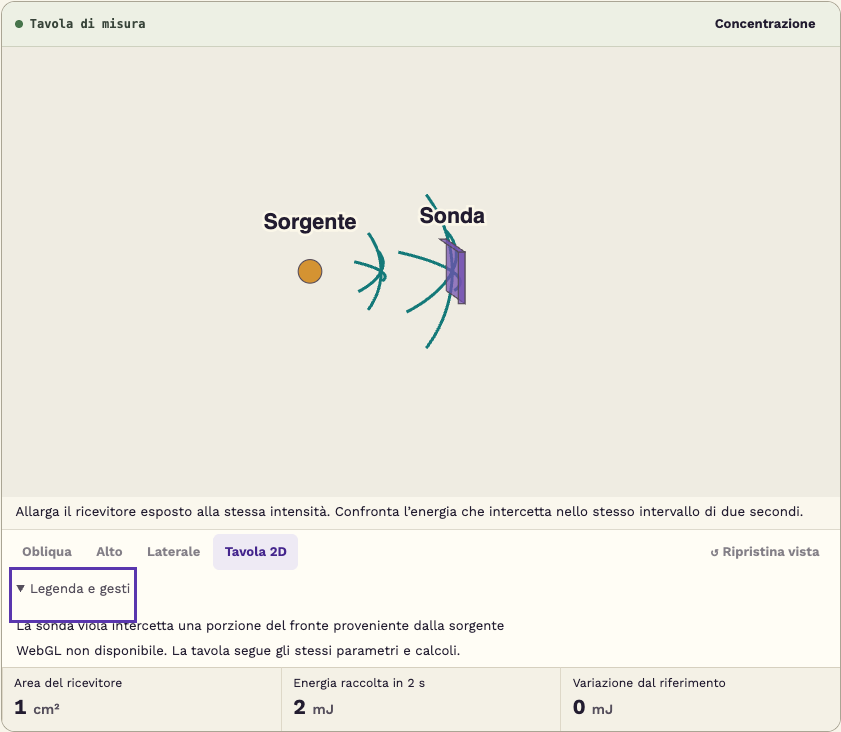 Tavola di misura
Concentrazione
Sorgente
Sonda
Allarga il ricevitore esposto alla stessa intensità. Confronta l’energia che intercetta nello stesso intervallo di due secondi.
Obliqua Alto Laterale Tavola 2D ↺ Ripristina vista
▼ Legenda e gesti
La sonda viola intercetta una porzione del fronte proveniente dalla sorgente
WebGL non disponibile. La tavola segue gli stessi parametri e calcoli.
Area del ricevitore
1 cm²
Energia raccolta in 2 s
2 mJ
Variazione dal riferimento
0 mJ